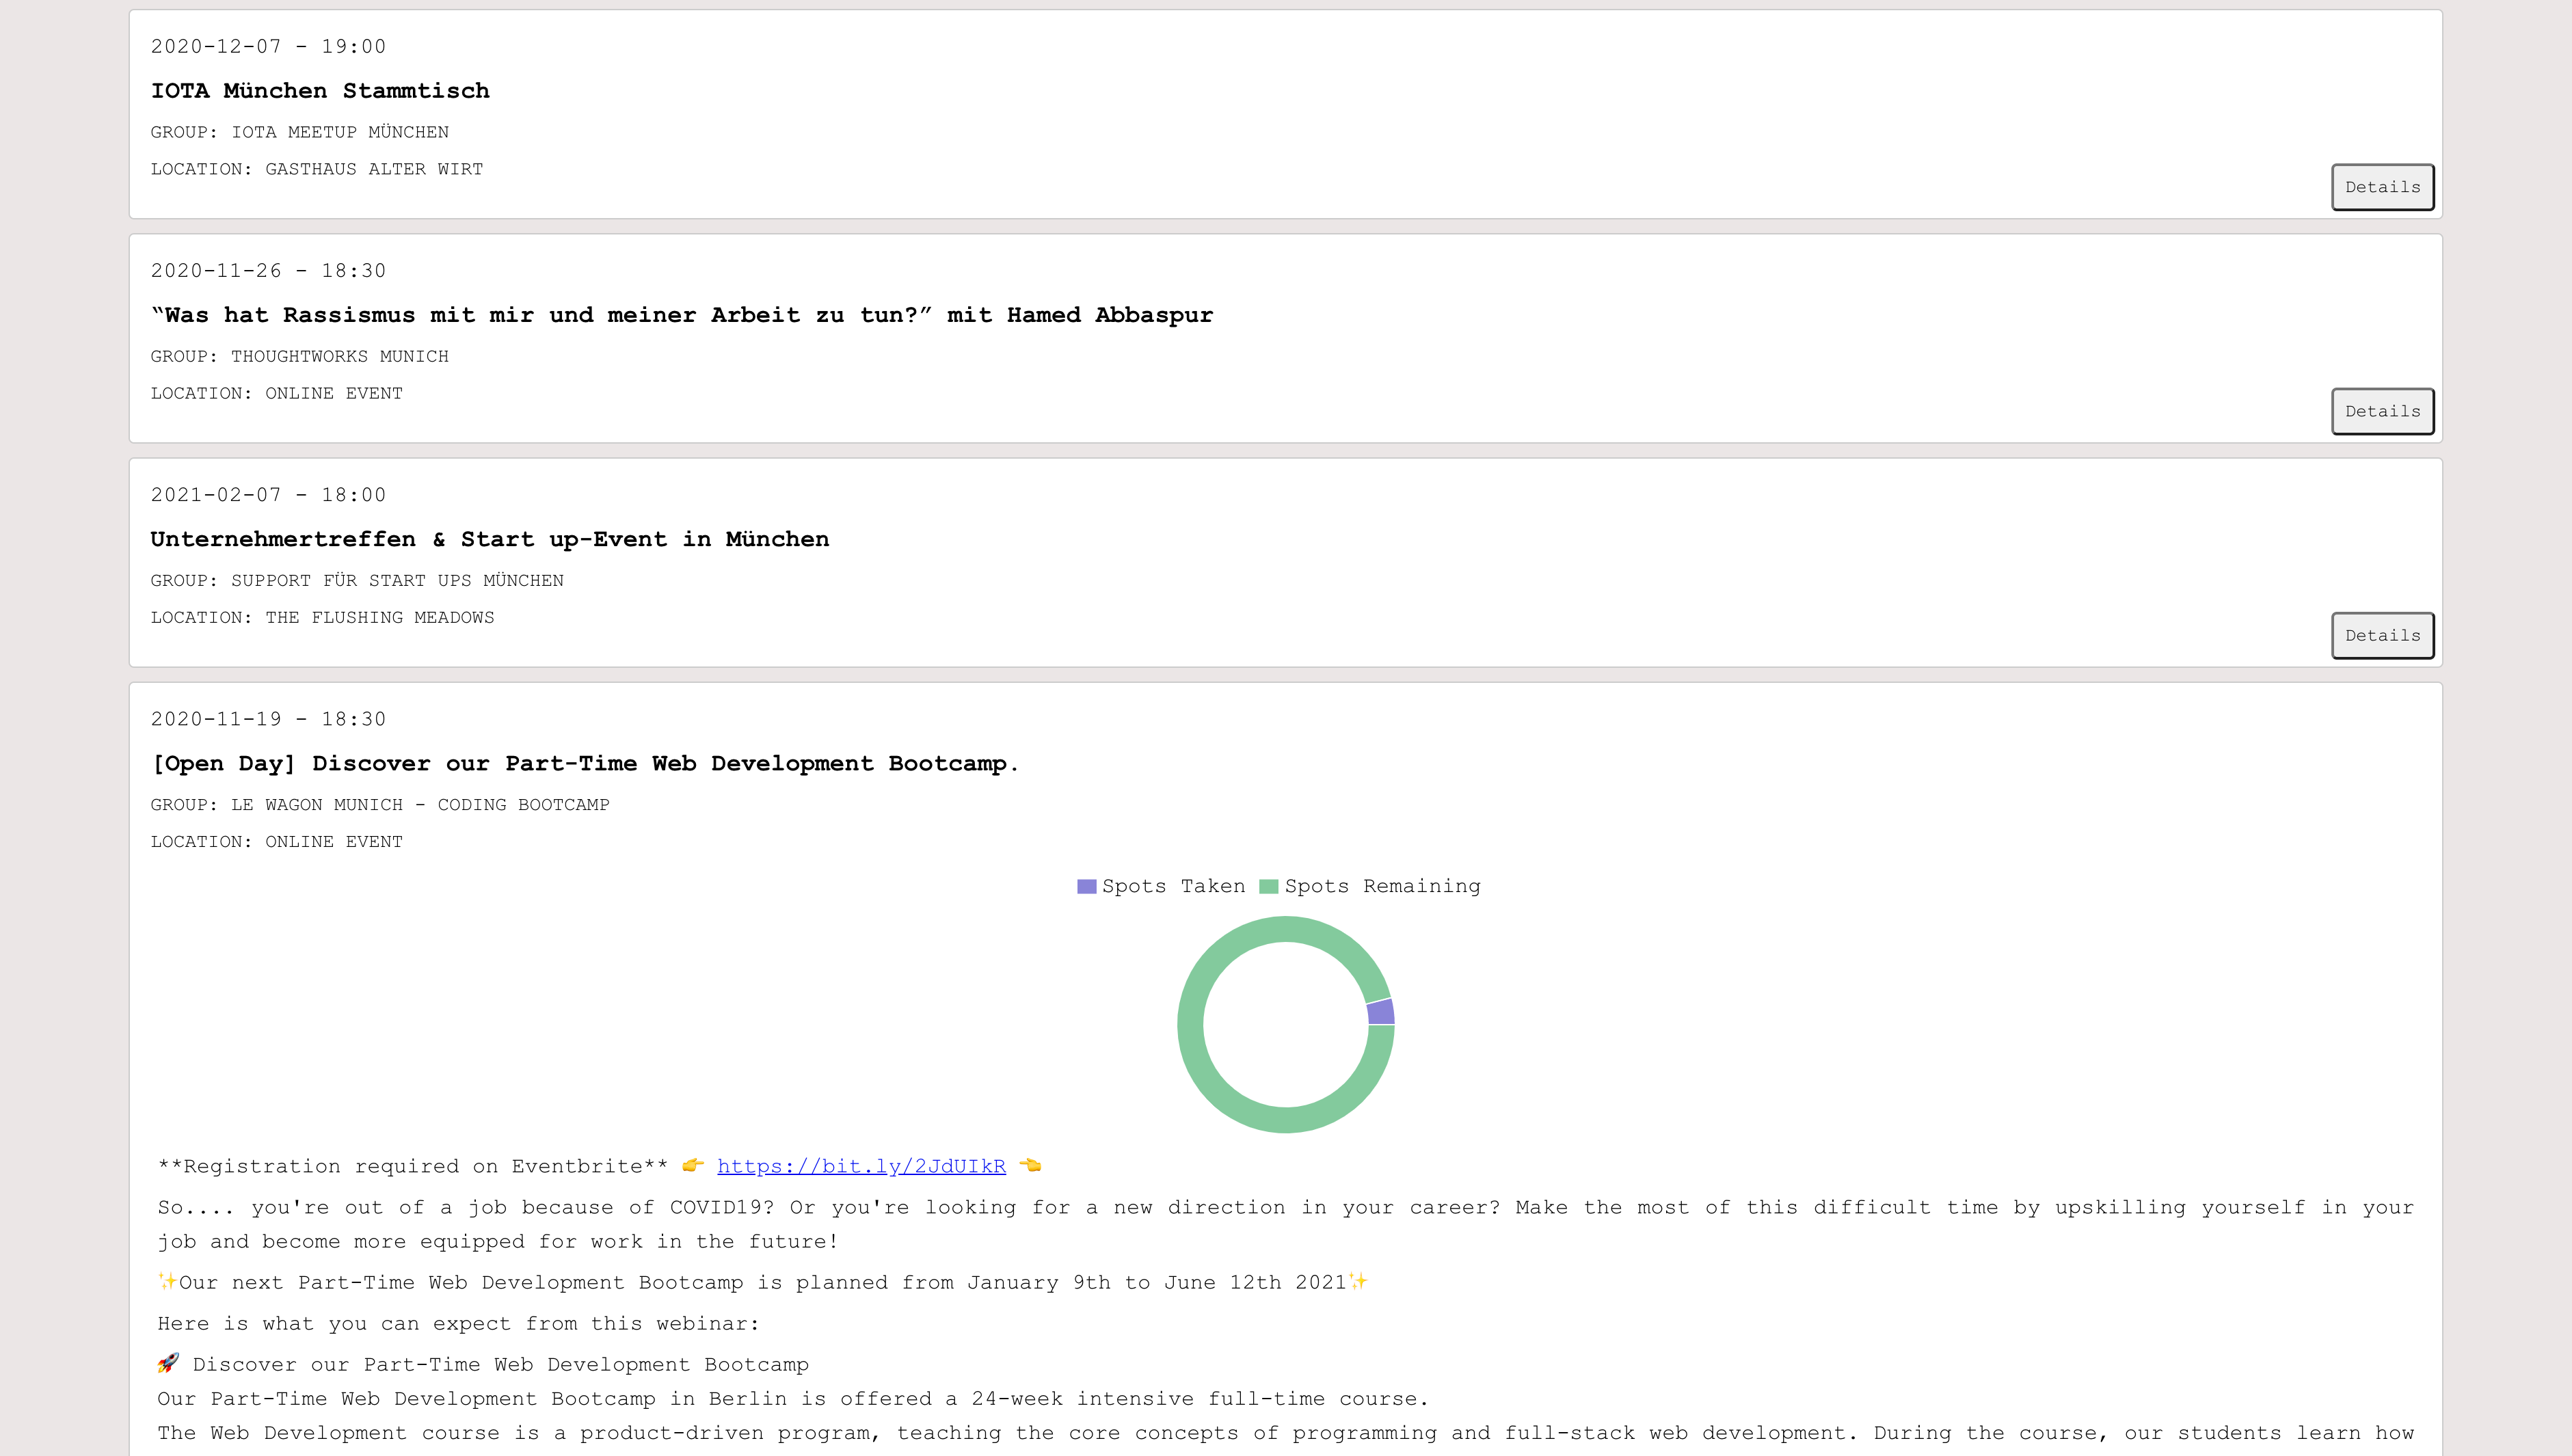 2020-12-07 - 19:00
IOTA München Stammtisch
GROUP: IOTA MEETUP MÜNCHEN
LOCATION: GASTHAUS ALTER WIRT
Details
2020-11-26 - 18:30
“Was hat Rassismus mit mir und meiner Arbeit zu tun?” mit Hamed Abbaspur
GROUP: THOUGHTWORKS MUNICH
LOCATION: ONLINE EVENT
Details
2021-02-07 - 18:00
Unternehmertreffen & Start up-Event in München
GROUP: SUPPORT FÜR START UPS MÜNCHEN
LOCATION: THE FLUSHING MEADOWS
Details
2020-11-19 - 18:30
[Open Day] Discover our Part-Time Web Development Bootcamp.
GROUP: LE WAGON MUNICH - CODING BOOTCAMP
LOCATION: ONLINE EVENT
Spots Taken Spots Remaining
**Registration required on Eventbrite** 👉 https://bit.ly/2JdUIkR 👈
So.... you're out of a job because of COVID19? Or you're looking for a new direction in your career? Make the most of this difficult time by upskilling yourself in your
job and become more equipped for work in the future!
✨Our next Part-Time Web Development Bootcamp is planned from January 9th to June 12th 2021✨
Here is what you can expect from this webinar:
🚀 Discover our Part-Time Web Development Bootcamp
Our Part-Time Web Development Bootcamp in Berlin is offered a 24-week intensive full-time course.
The Web Development course is a product-driven program, teaching the core concepts of programming and full-stack web development. During the course, our students learn how